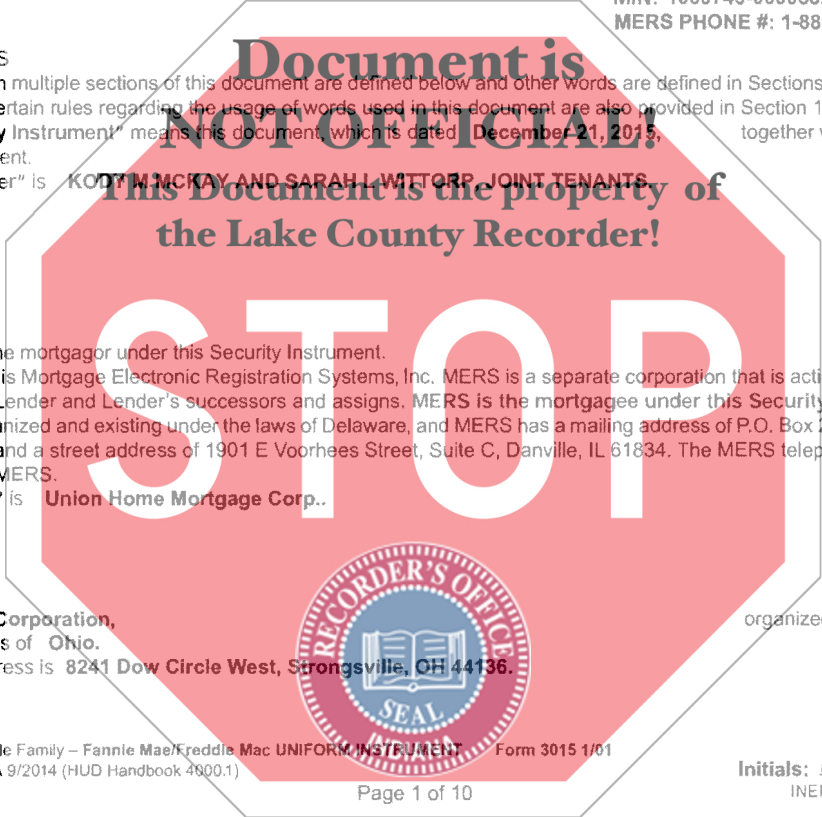 MERS PHONE #: 1-88
Document is
multiple sections of this document are defined below and other words are defined in Sections
ertain rules regarding the usage of words used in this document are also provided in Section 1
NOT OFFICIAL!
Instrument" means this document, which is dated December 21, 2015, together
ent.
er" is KODY M MCKAY AND SARAH L WITTORP, JOINT TENANTS.
This Document is the property of
the Lake County Recorder!
STOP
e mortgagor under this Security Instrument.
is Mortgage Electronic Registration Systems, Inc. MERS is a separate corporation that is acti
Lender and Lender's successors and assigns. MERS is the mortgagee under this Security
nized and existing under the laws of Delaware, and MERS has a mailing address of P.O. Box 2
and a street address of 1901 E Voorhees Street, Suite C, Danville, IL 61834. The MERS telep
MERS.
" is Union Home Mortgage Corp..
Corporation, organize
s of Ohio.
ess is 8241 Dow Circle West, Strongsville, OH 44136.
RECORDER'S OFFICE
SEAL
INDIANA
le Family – Fannie Mae/Freddie Mac UNIFORM INSTRUMENT Form 3015 1/01
9/2014 (HUD Handbook 4000.1)
Initials:
Page 1 of 10